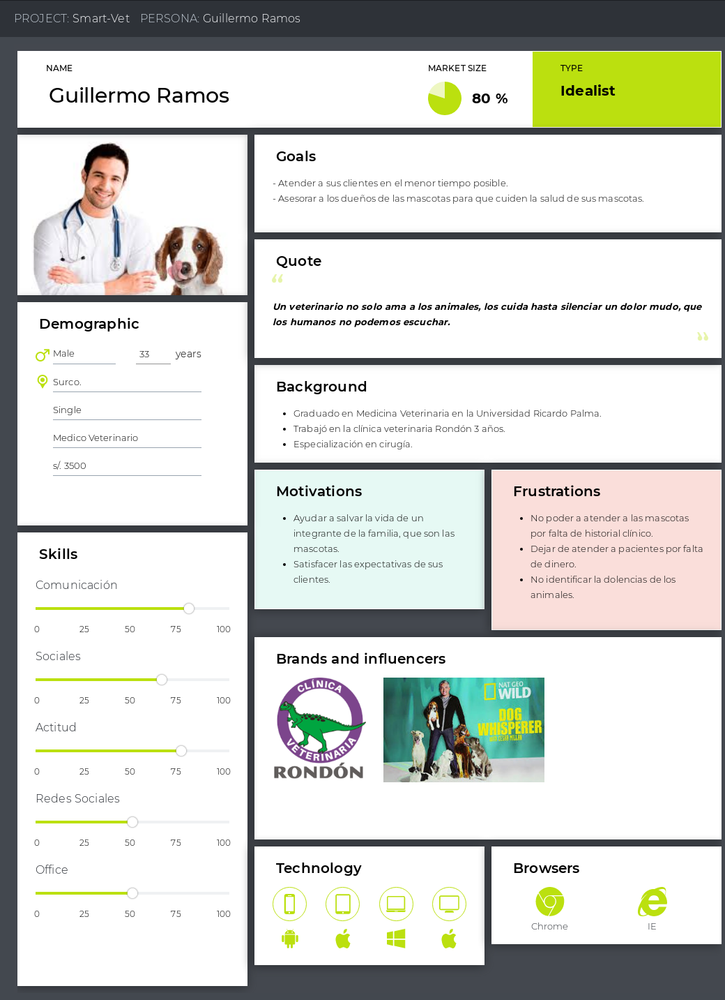 PROJECT: Smart-Vet PERSONA: Guillermo Ramos
NAME
Guillermo Ramos
MARKET SIZE
80 %
TYPE
Idealist
Goals
- Atender a sus clientes en el menor tiempo posible.
- Asesorar a los dueños de las mascotas para que cuiden la salud de sus mascotas.
Quote
“
Un veterinario no solo ama a los animales, los cuida hasta silenciar un dolor mudo, que
los humanos no podemos escuchar.
“
Demographic
Male 33 years
Surco.
Single
Medico Veterinario
s/. 3500
Background
• Graduado en Medicina Veterinaria en la Universidad Ricardo Palma.
• Trabajó en la clínica veterinaria Rondón 3 años.
• Especialización en cirugía.
Motivations
• Ayudar a salvar la vida de un
integrante de la familia, que son las
mascotas.
• Satisfacer las expectativas de sus
clientes.
Frustrations
• No poder a atender a las mascotas
por falta de historial clínico.
• Dejar de atender a pacientes por falta
de dinero.
• No identificar la dolencias de los
animales.
Skills
Comunicación
0 25 50 75 100
Sociales
0 25 50 75 100
Actitud
0 25 50 75 100
Redes Sociales
0 25 50 75 100
Office
0 25 50 75 100
Brands and influencers
CLÍNICA
VETERINARIA
RONDÓN
NAT GEO
WILD
DOG
WHISPERER
WITH CESAR MILLAN
Technology
Browsers
Chrome IE